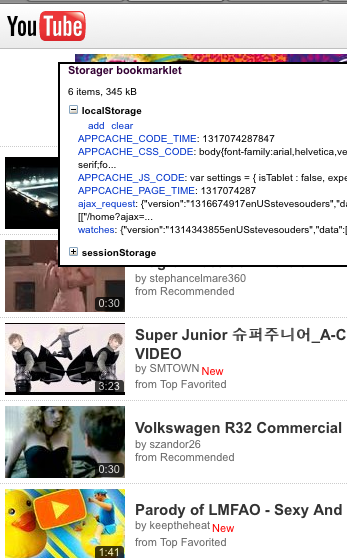 YouTube
Storager bookmarklet
6 items, 345 kB
localStorage
add clear
APPCACHE_CODE_TIME: 1317074287847
APPCACHE_CSS_CODE: body{font-family:arial,helvetica,ve
serif;fo...
APPCACHE_JS_CODE: var settings = { isTablet : false, expe
APPCACHE_PAGE_TIME: 1317074287
ajax_request: {"version":"1316674917enUSstevesouders","da
[["/home?ajax=...
watches: {"version":"1314343855enUSstevesouders","data":[
sessionStorage
by stephancelmare360
from Recommended
0:30
Super Junior 슈퍼주니어_A-C
VIDEO
by SMTOWN New
from Top Favorited
3:23
Volkswagen R32 Commercial
by szandor26
from Recommended
0:30
Parody of LMFAO - Sexy And
by keeptheheat New
from Top Favorited
1:41